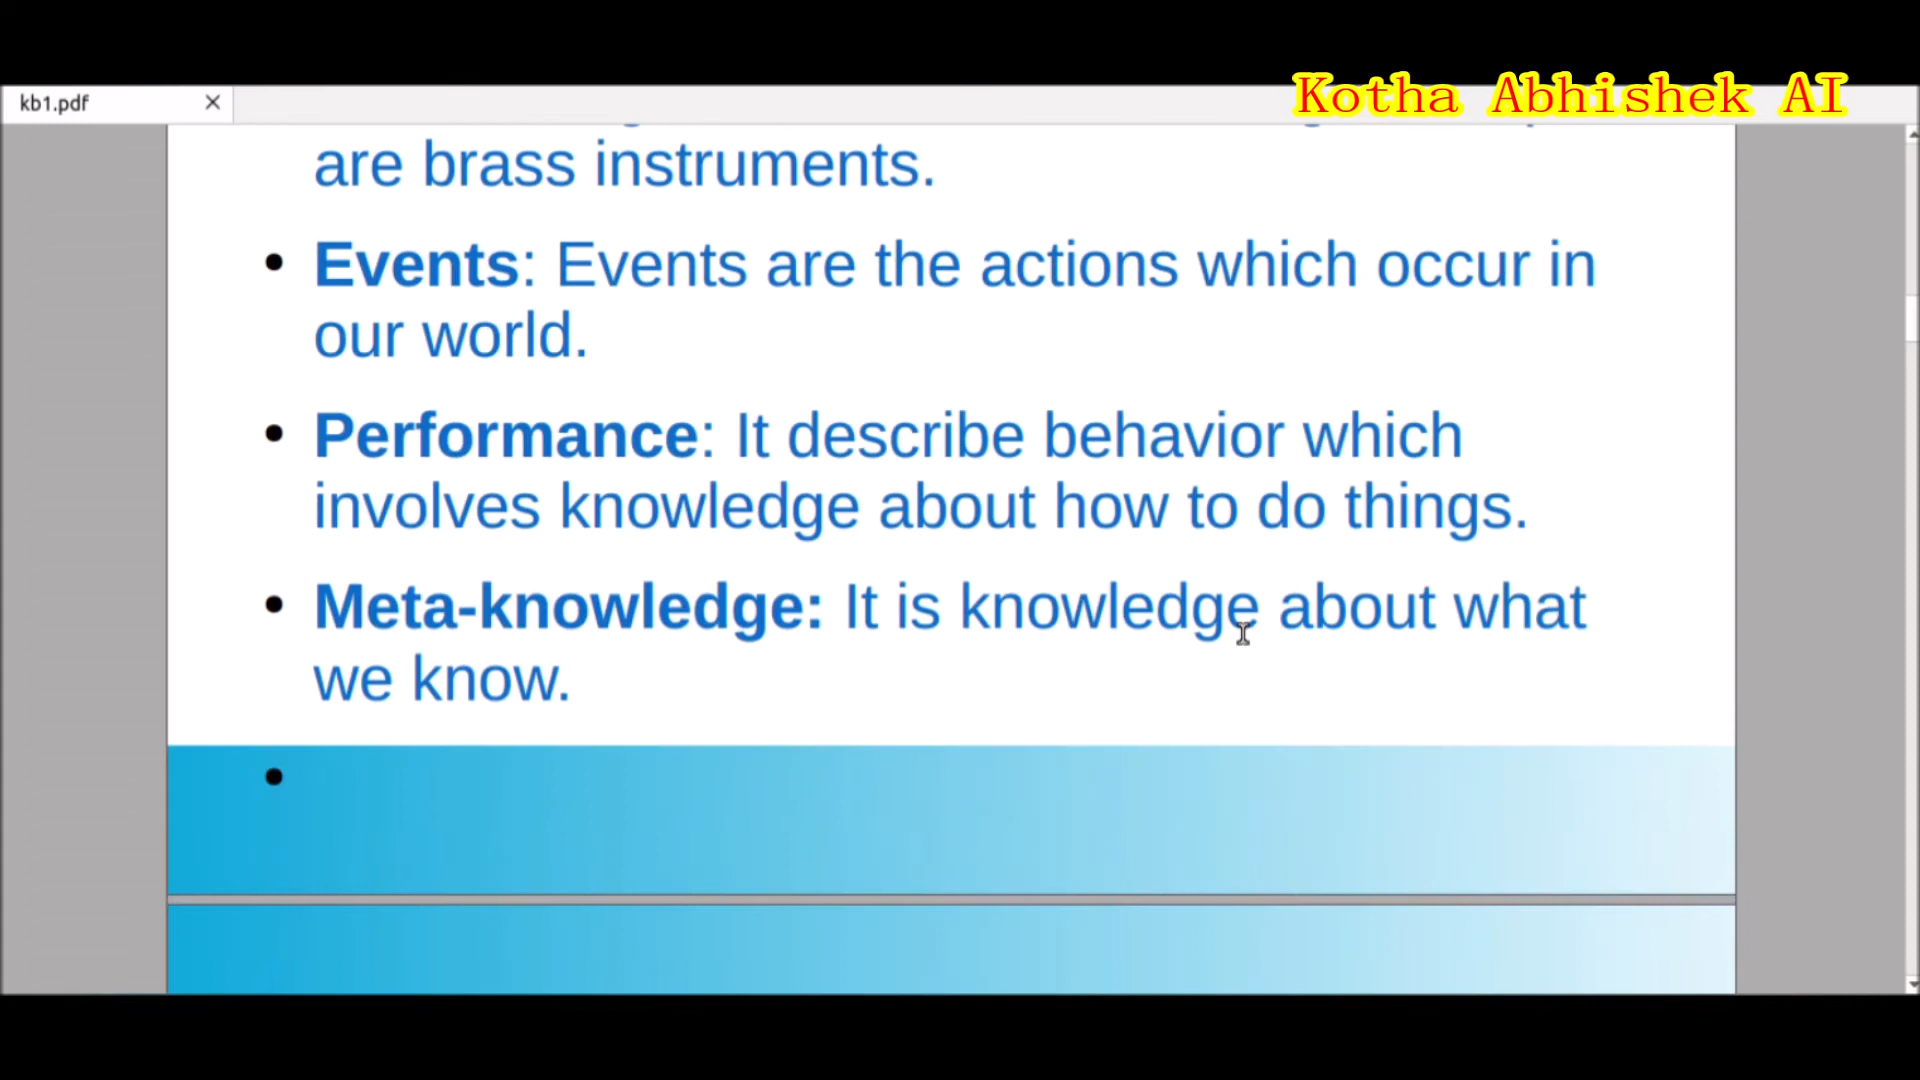 Kotha Abhishek AI
kb1.pdf
are brass instruments.
• Events: Events are the actions which occur in
our world.
• Performance: It describe behavior which
involves knowledge about how to do things.
• Meta-knowledge: It is knowledge about what
we know.
•